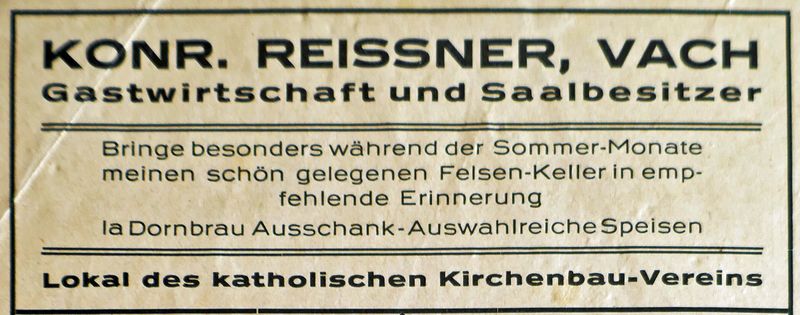 KONR. REISSNER, VACH
Gastwirtschaft und Saalbesitzer
Bringe besonders während der Sommer-Monate
meinen schön gelegenen Felsen-Keller in emp-
fehlende Erinnerung
Ia Dornbrau Ausschank-Auswahlreiche Speisen
Lokal des katholischen Kirchenbau-Vereins